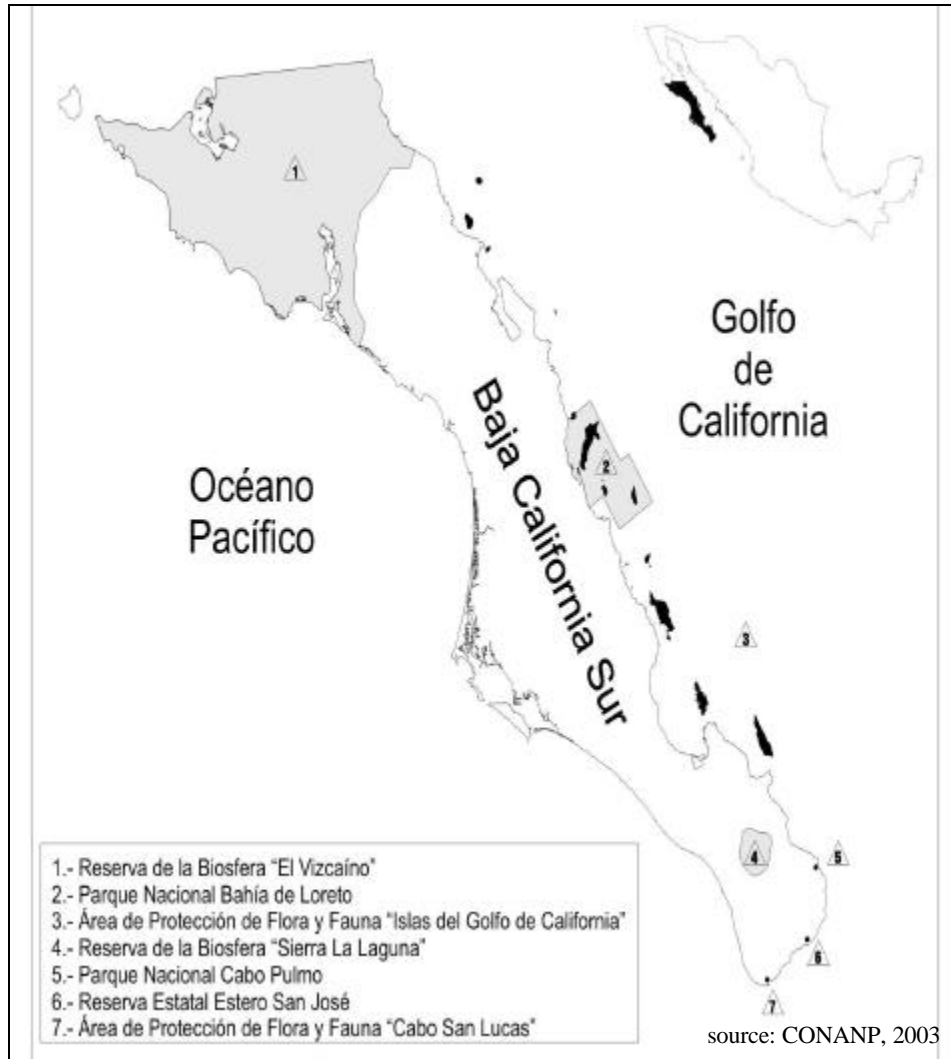 1
Golfo
de
California
Baja California Sur
2
Océano
Pacífico
3
4
5
6
7
1.- Reserva de la Biosfera “El Vizcaíno”
2.- Parque Nacional Bahía de Loreto
3.- Área de Protección de Flora y Fauna “Islas del Golfo de California”
4.- Reserva de la Biosfera “Sierra La Laguna”
5.- Parque Nacional Cabo Pulmo
6.- Reserva Estatal Estero San José
7.- Área de Protección de Flora y Fauna “Cabo San Lucas”
source: CONANP, 2003